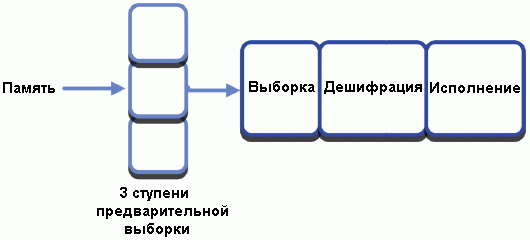 Память
Выборка
Дешифрация
Исполнение
3 ступени
предварительной
выборки